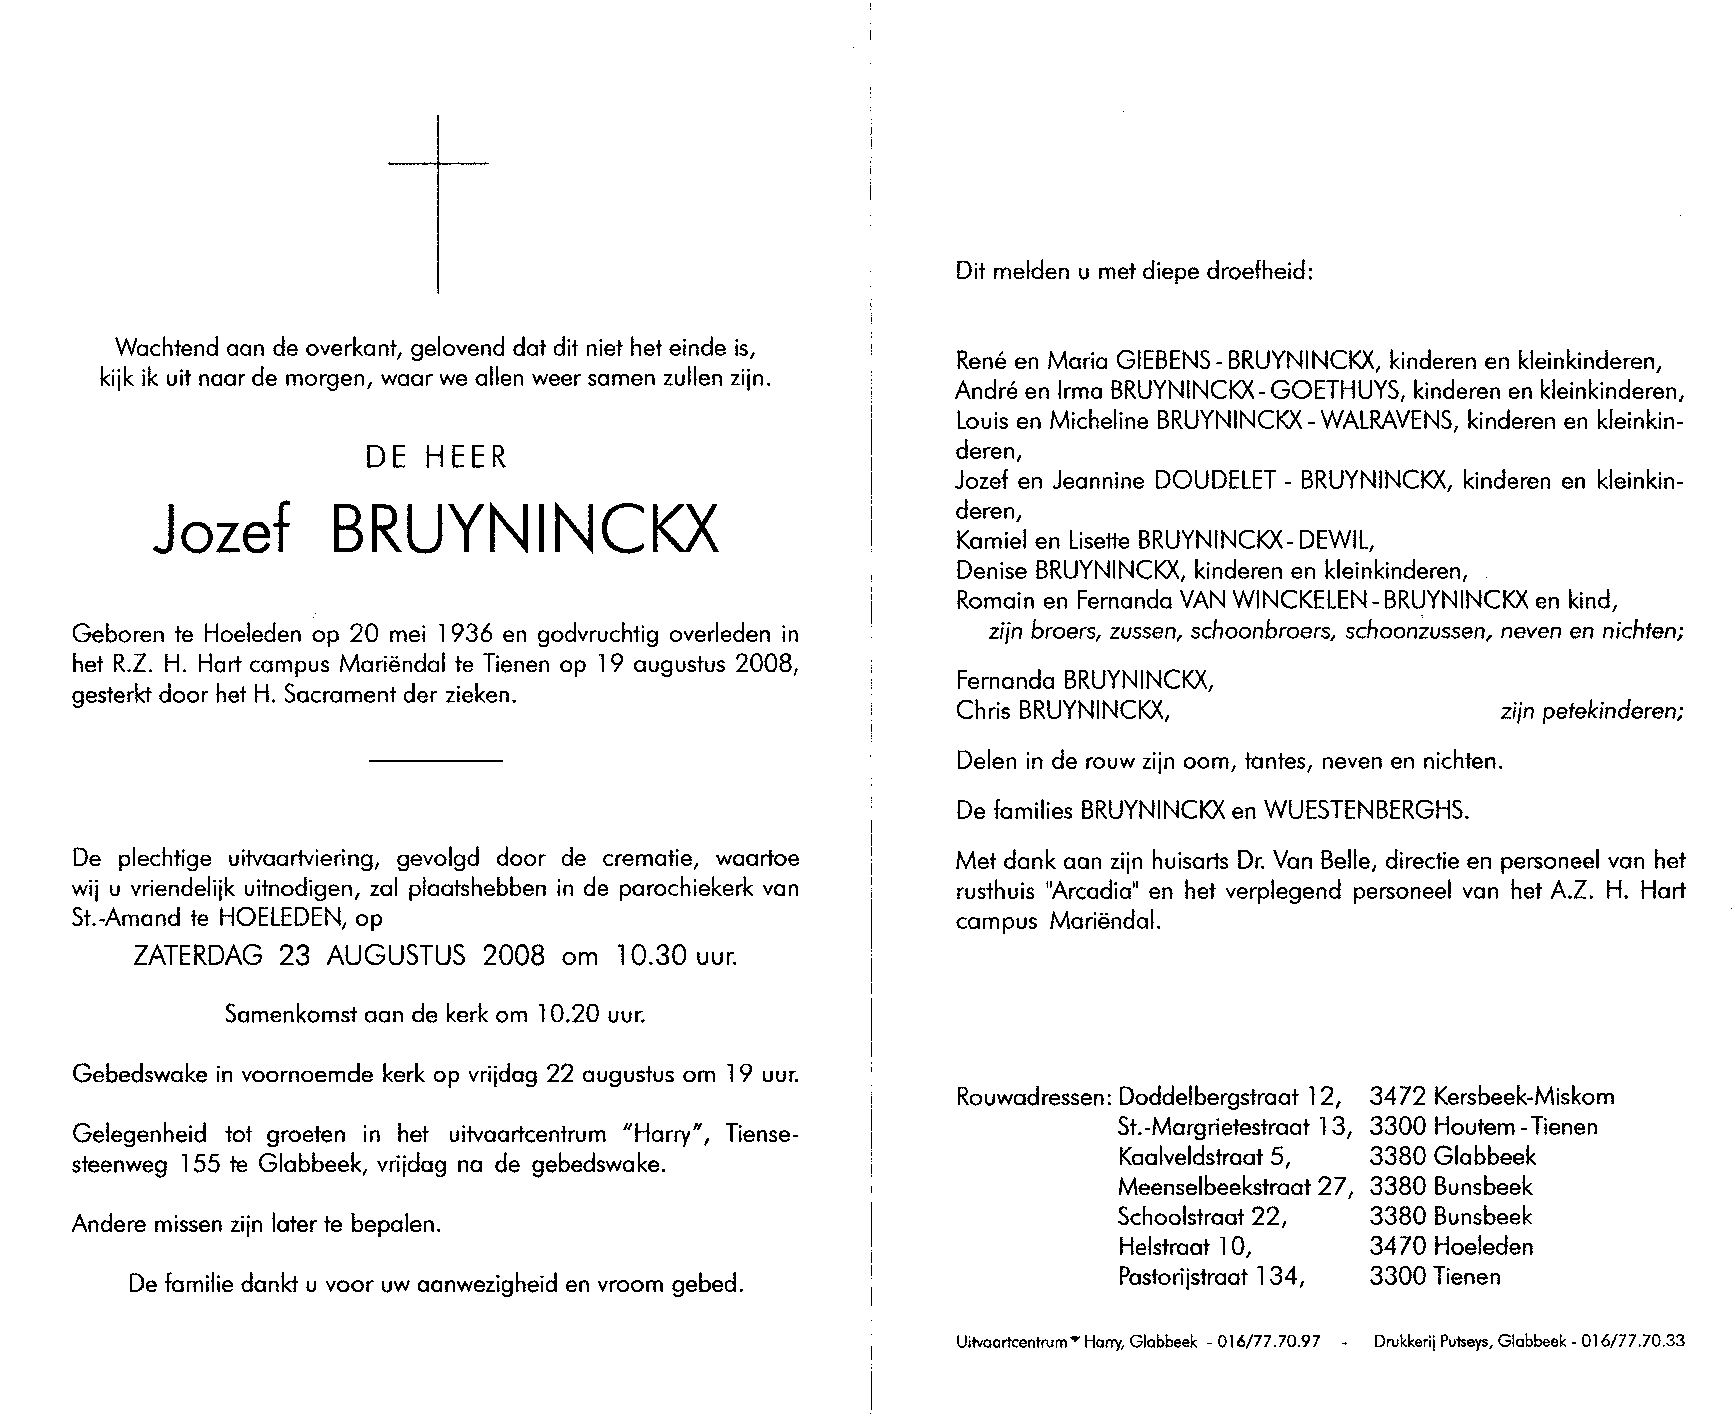 Wachtend aan de overkant, gelovend dat dit niet het einde is,
kijk ik uit naar de morgen, waar we allen weer samen zullen zijn.
DE HEER
Jozef BRUYNINCKX
Geboren te Hoeleden op 20 mei 1936 en godvruchtig overleden in
het R.Z. H. Hart campus Mariëndal te Tienen op 19 augustus 2008,
gesterkt door het H. Sacrament der zieken.
De plechtige uitvaartviering, gevolgd door de crematie, waartoe
wij u vriendelijk uitnodigen, zal plaatshebben in de parochiekerk van
St.-Amand te HOELEDEN, op
ZATERDAG 23 AUGUSTUS 2008 om 10.30 uur.
Samenkomst aan de kerk om 10.20 uur.
Gebedswake in voornoemde kerk op vrijdag 22 augustus om 19 uur.
Gelegenheid tot groeten in het uitvaartcentrum "Harry", Tiense-
steenweg 155 te Glabbeek, vrijdag na de gebedswake.
Andere missen zijn later te bepalen.
De familie dankt u voor uw aanwezigheid en vroom gebed.
Dit melden u met diepe droefheid:
René en Maria GIEBENS - BRUYNINCKX, kinderen en kleinkinderen,
André en Irma BRUYNINCKX - GOETHUYS, kinderen en kleinkinderen,
Louis en Micheline BRUYNINCKX - WALRAVENS, kinderen en kleinkin-
deren,
Jozef en Jeannine DOUDELET - BRUYNINCKX, kinderen en kleinkin-
deren,
Kamiel en Lisette BRUYNINCKX - DEWIL,
Denise BRUYNINCKX, kinderen en kleinkinderen,
Romain en Fernanda VAN WINCKELEN - BRUYNINCKX en kind,
zijn broers, zussen, schoonbroers, schoonzussen, neven en nichten;
Fernanda BRUYNINCKX,
Chris BRUYNINCKX, zijn petekinderen;
Delen in de rouw zijn oom, tantes, neven en nichten.
De families BRUYNINCKX en WUESTENBERGHS.
Met dank aan zijn huisarts Dr. Van Belle, directie en personeel van het
rusthuis "Arcadia" en het verplegend personeel van het A.Z. H. Hart
campus Mariëndal.
Rouwadressen: Doddelbergstraat 12, 3472 Kersbeek-Miskom
St.-Margrietestraat 13, 3300 Houtem - Tienen
Kaalveldstraat 5, 3380 Glabbeek
Meenselbeekstraat 27, 3380 Bunsbeek
Schoolstraat 22, 3380 Bunsbeek
Helstraat 10, 3470 Hoeleden
Pastorijstraat 134, 3300 Tienen
Uitvaartcentrum Harry, Glabbeek - 016/77.70.97 - Drukkerij Putseys, Glabbeek - 016/77.70.33